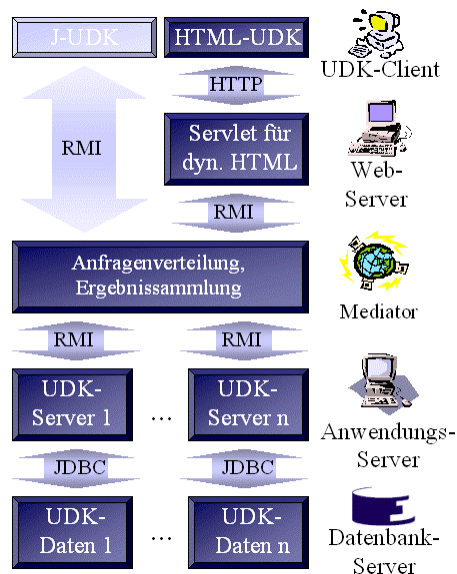 J-UDK
HTML-UDK
UDK-Client
HTTP
RMI
Servlet für
dyn. HTML
Web-
Server
RMI
Anfragenverteilung,
Ergebnissammlung
Mediator
RMI
RMI
UDK-
Server 1
...
UDK-
Server n
Anwendungs-
Server
JDBC
JDBC
UDK-
Daten 1
...
UDK-
Daten n
Datenbank-
Server